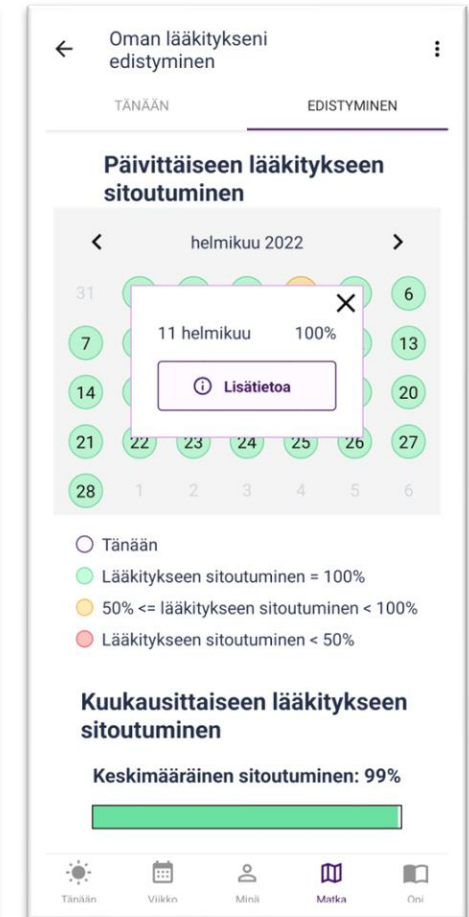 Oman lääkitykseni
edistyminen
TÄNÄÄN EDISTYMINEN
Päivittäiseen lääkitykseen
sitoutuminen
helmikuu 2022
31 6
11 helmikuu 100%
7 13
Lisätietoa
14 20
21 22 23 24 25 26 27
28 1 2 3 4 5 6
Tänään
Lääkitykseen sitoutuminen = 100%
50% <= lääkitykseen sitoutuminen < 100%
Lääkitykseen sitoutuminen < 50%
Kuukausittaiseen lääkitykseen
sitoutuminen
Keskimääräinen sitoutuminen: 99%
Tänään Viikko Minä Matka Opi